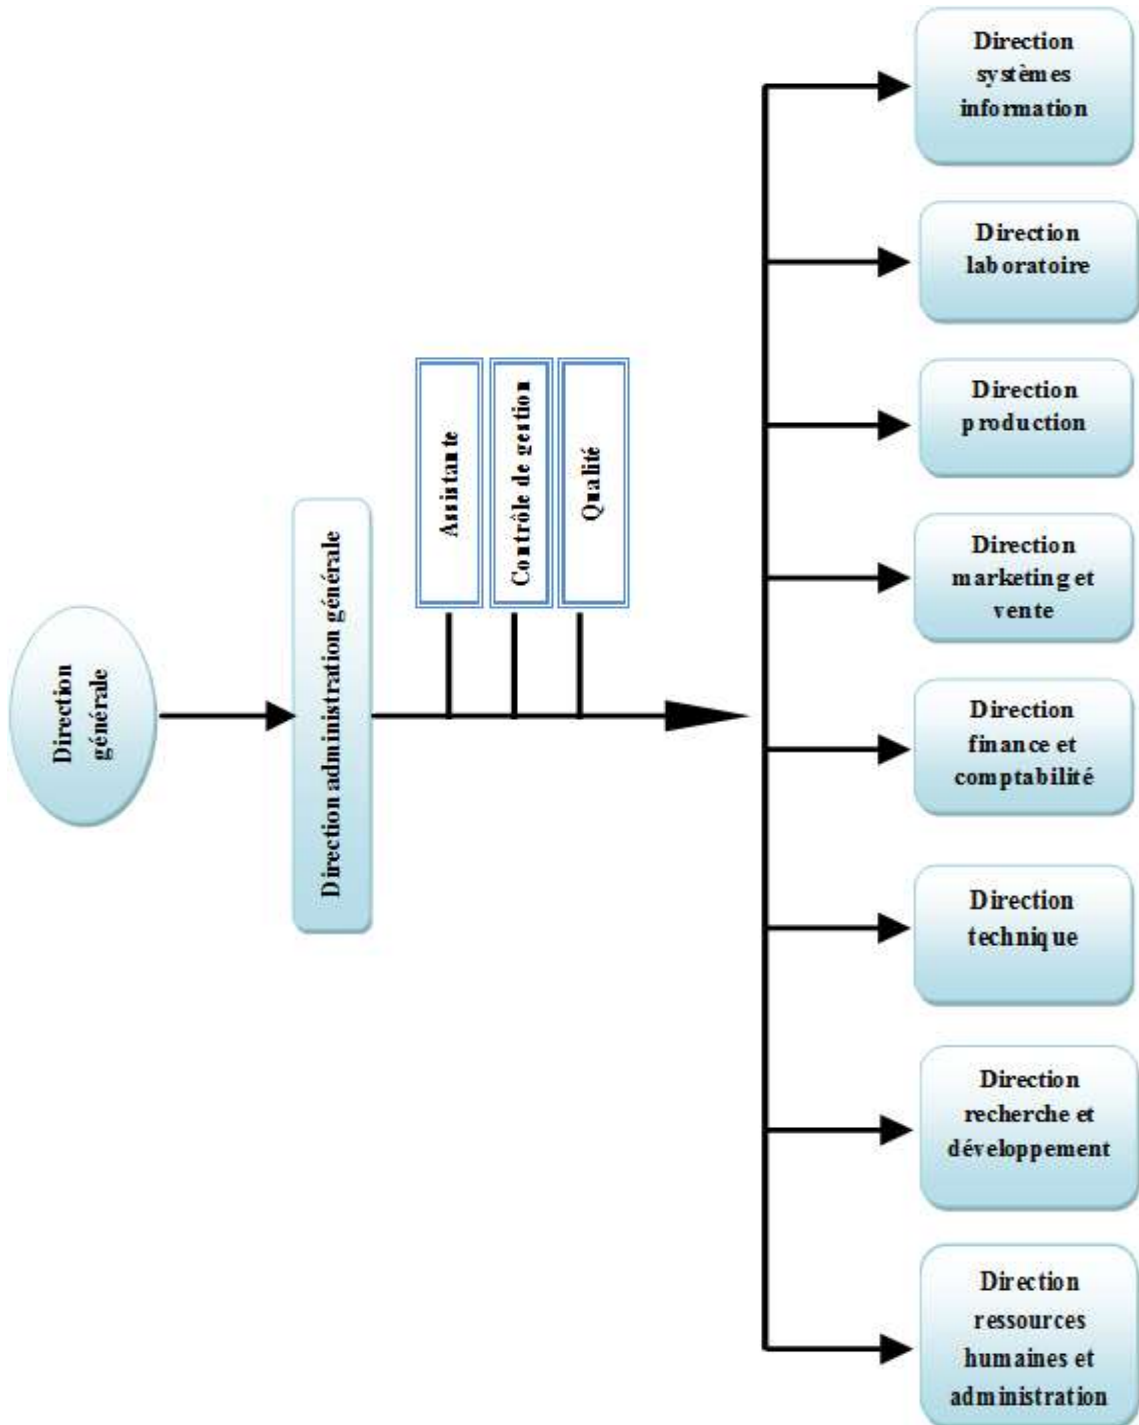 Direction
générale
Direction administration générale
Assistante
Contrôle de gestion
Qualité
Direction
systèmes
information
Direction
laboratoire
Direction
production
Direction
marketing et
vente
Direction
finance et
comptabilité
Direction
technique
Direction
recherche et
développement
Direction
ressources
humaines et
administration